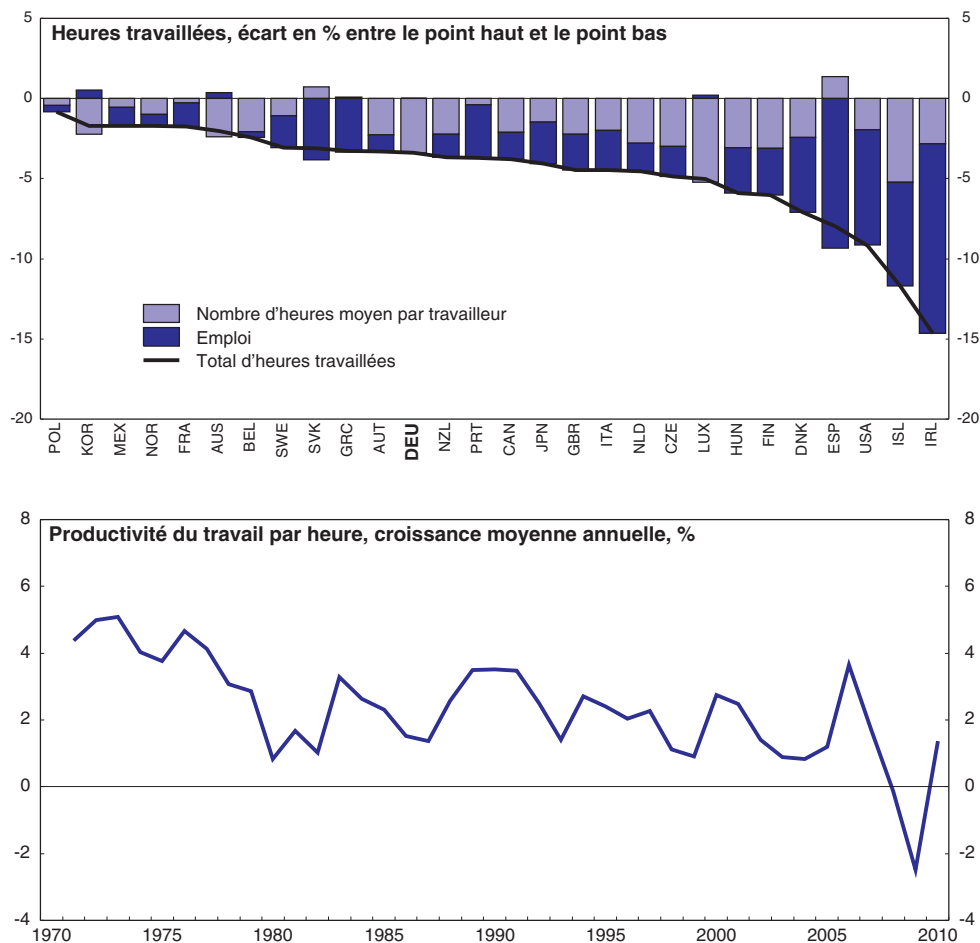 Heures travaillées, écart en % entre le point haut et le point bas
5 5
0 0
-5 -5
-10 -10
-15 -15
-20 -20
Nombre d'heures moyen par travailleur
Emploi
Total d'heures travaillées
POL KOR MEX NOR FRA AUS BEL SWE SVK GRC AUT DEU NZL PRT CAN JPN GBR ITA NLD CZE LUX HUN FIN DNK ESP USA ISL IRL
Productivité du travail par heure, croissance moyenne annuelle, %
8 8
6 6
4 4
2 2
0 0
-2 -2
-4 -4
1970 1975 1980 1985 1990 1995 2000 2005 2010